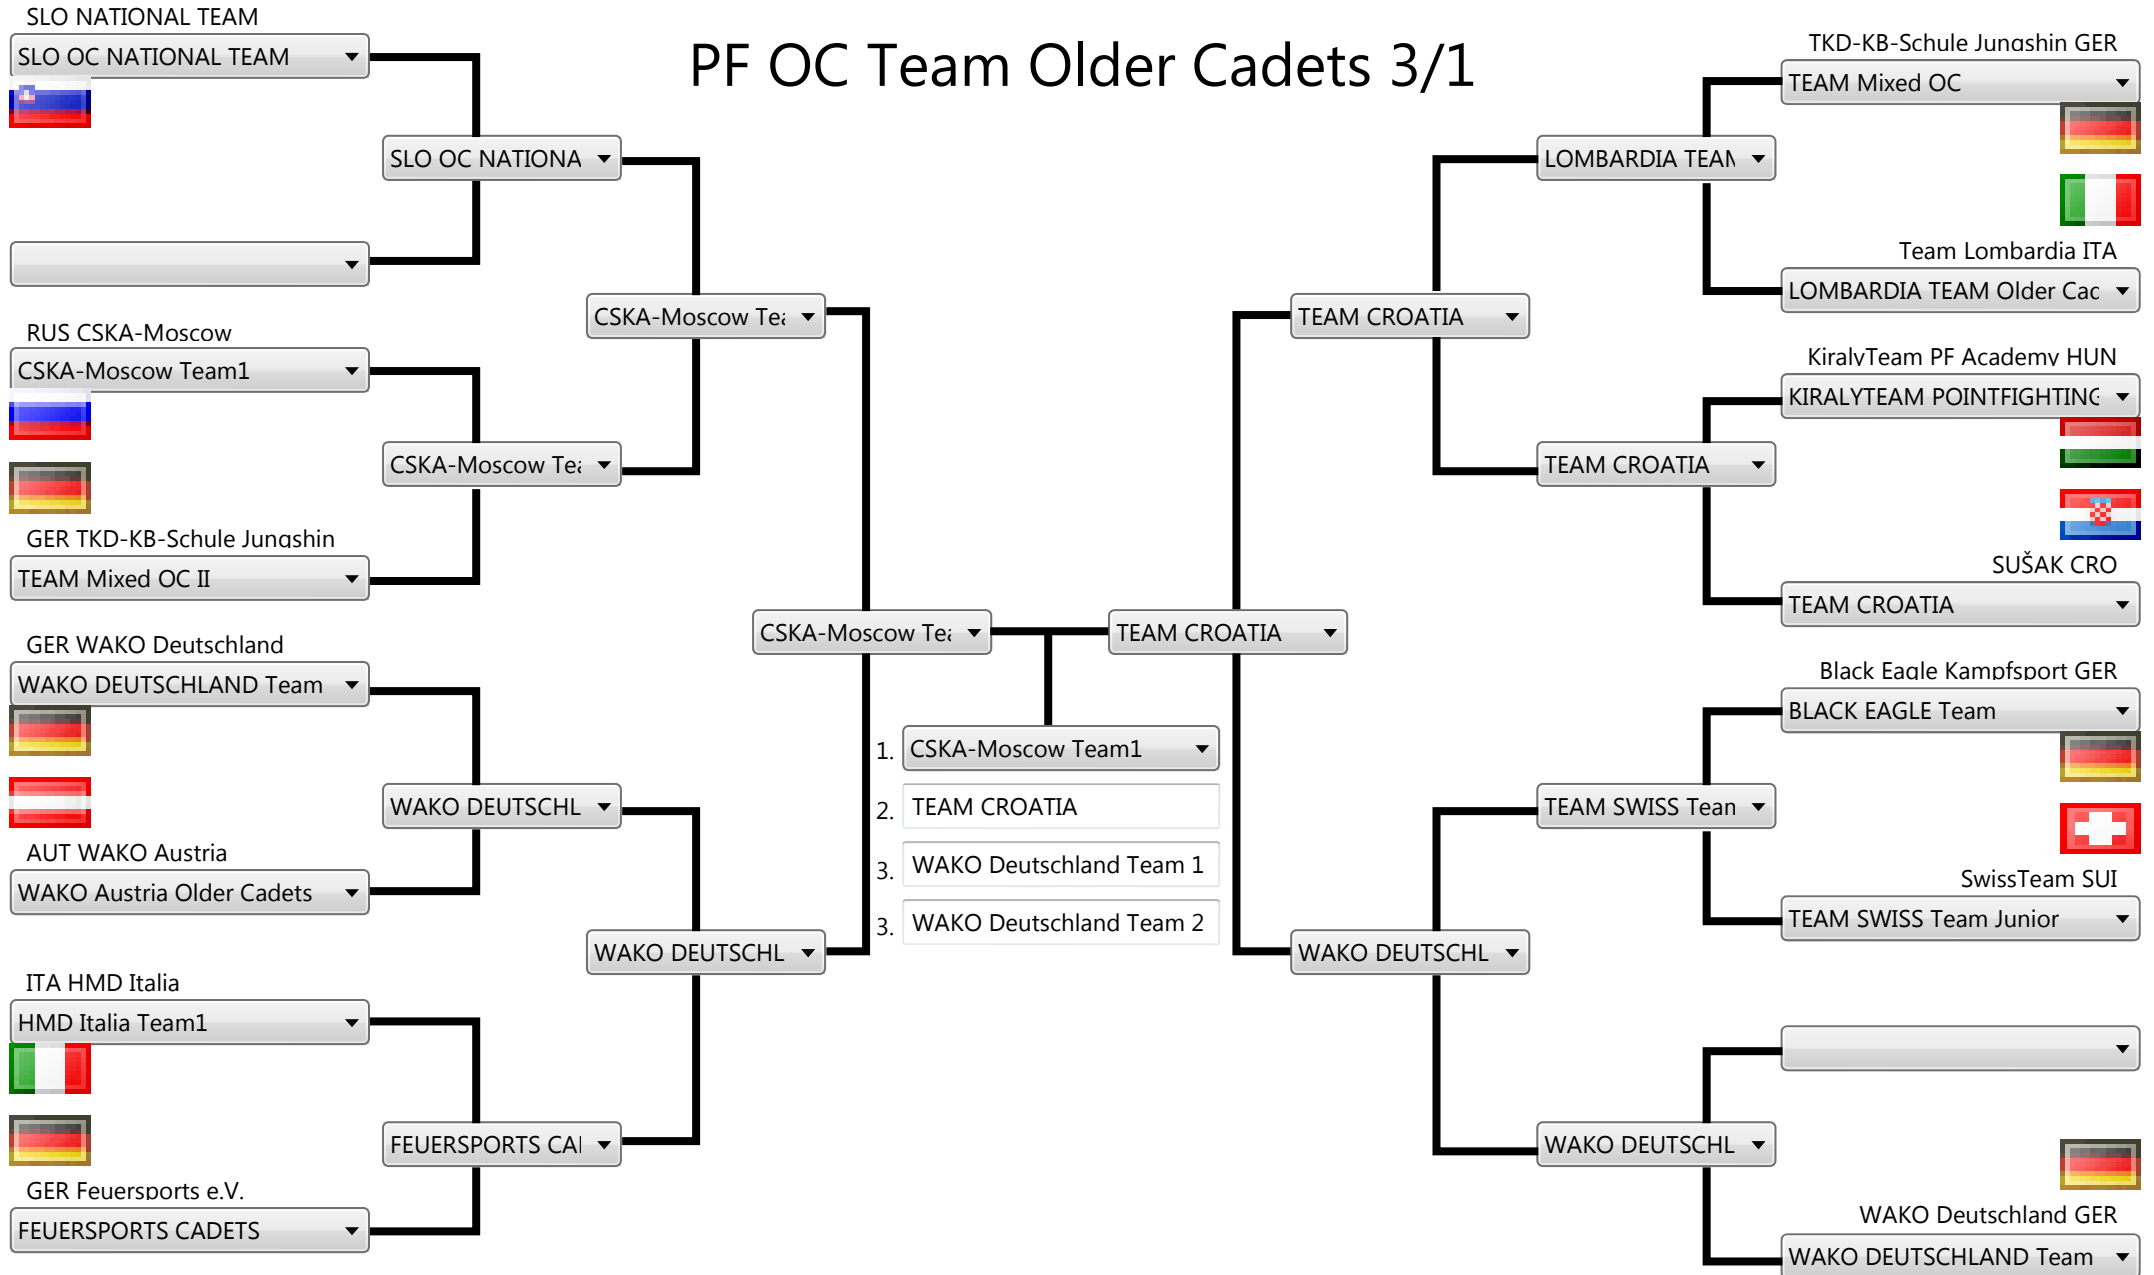 PF OC Team Older Cadets 3/1
SLO NATIONAL TEAM
SLO OC NATIONAL TEAM
RUS CSKA-Moscow
CSKA-Moscow Team1
GER TKD-KB-Schule Jungshin
TEAM Mixed OC II
GER WAKO Deutschland
WAKO DEUTSCHLAND Team
AUT WAKO Austria
WAKO Austria Older Cadets
ITA HMD Italia
HMD Italia Team1
GER Feuersports e.V.
FEUERSPORTS CADETS
SLO OC NATIONA
CSKA-Moscow Tea
WAKO DEUTSCHL
FEUERSPORTS CA
CSKA-Moscow Tea
WAKO DEUTSCHL
CSKA-Moscow Tea
TEAM CROATIA
1. CSKA-Moscow Team1
2. TEAM CROATIA
3. WAKO Deutschland Team 1
3. WAKO Deutschland Team 2
TEAM CROATIA
WAKO DEUTSCHL
LOMBARDIA TEAM
TEAM CROATIA
TEAM SWISS Team
WAKO DEUTSCHL
TKD-KB-Schule Jungshin GER
TEAM Mixed OC
Team Lombardia ITA
LOMBARDIA TEAM Older Cad
KiralyTeam PF Academy HUN
KIRALYTEAM POINTFIGHTING
SUŠAK CRO
TEAM CROATIA
Black Eagle Kampfsport GER
BLACK EAGLE Team
SwissTeam SUI
TEAM SWISS Team Junior
WAKO Deutschland GER
WAKO DEUTSCHLAND Team